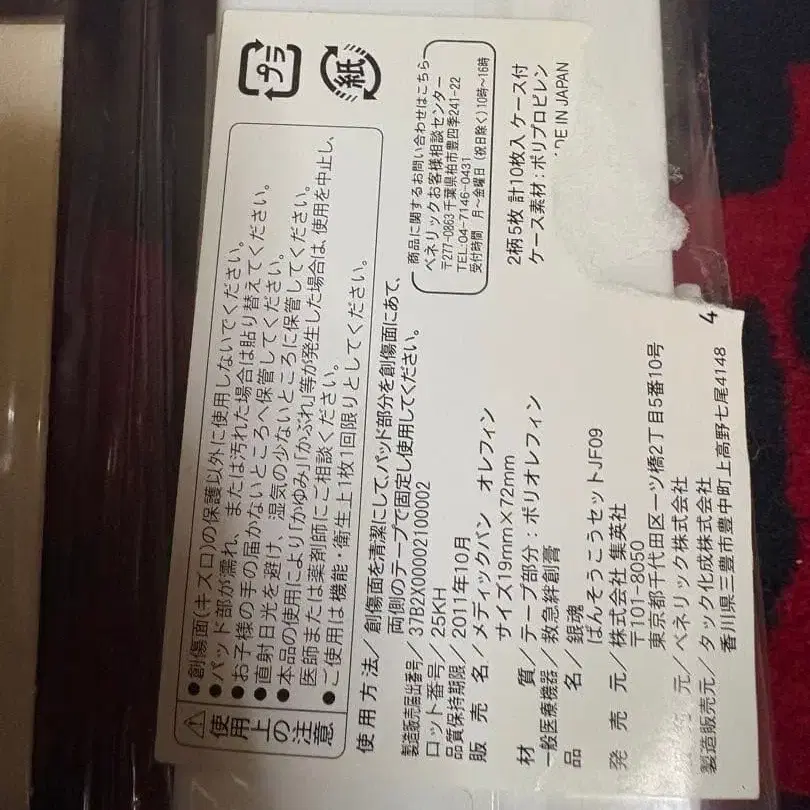 使用上の注意
●創傷面(キズ口)の保護以外に使用しないでください。
●パッド部が濡れ、または汚れた場合は貼り替えてください。
●お子様の手の届かないところへ保管してください。
●直射日光を避け、湿気の少ないところに保管してください。
●本品の使用により「かゆみ」「かぶれ」等が発生した場合は、使用を中止し、
医師または薬剤師にご相談ください。
●ご使用は機能・衛生上1枚1回限りとしてください。
使用方法/創傷面を清潔にして、パッド部分を創傷面にあて、
両側のテープで固定し使用してください。
製造販売届出番号/37B2X00002100002
ロット番号/25KH
品質保持期限/2011年10月
販売名/メディックバン オレフィン
サイズ19mm×72mm
材質/テープ部分:ポリオレフィン
一般医療機器/救急絆創膏
品名/銀魂
ばんそうこうセットJF09
発売元/株式会社 集英社
〒101-8050
東京都千代田区一ツ橋2丁目5番10号
販売元/ベネリック株式会社
製造販売元/タック化成株式会社
香川県三豊市豊中町上高野七尾4148
4
プラ
紙
商品に関するお問い合わせはこちら
ベネリックお客様相談センター
〒277-0863 千葉県柏市豊四季241-22
TEL:04-7146-0431
受付時間 月~金曜日(祝日除く)10時~16時
2柄5枚 計10枚入 ケース付
ケース素材:ポリプロピレン
DE IN JAPAN